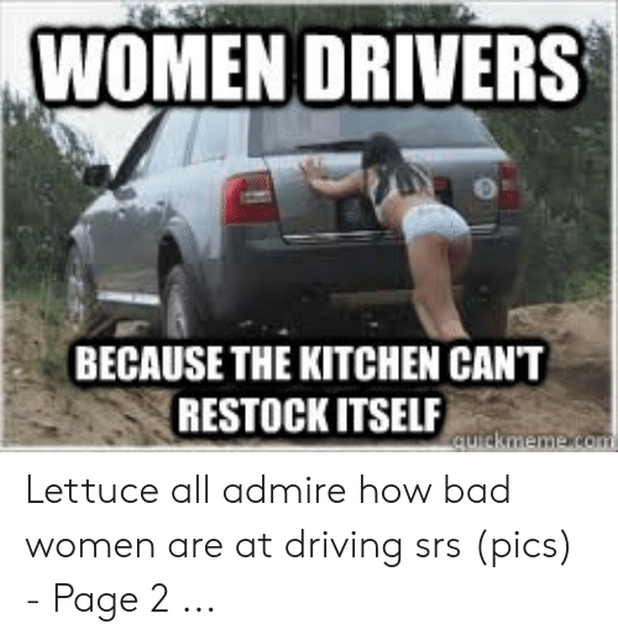 WOMEN DRIVERS
BECAUSE THE KITCHEN CAN'T
RESTOCK ITSELF
quickmeme.com
Lettuce all admire how bad
women are at driving srs (pics)
- Page 2 ...